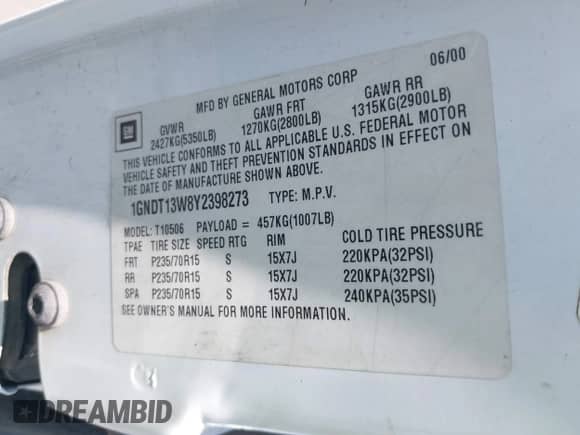 06/00
MFD BY GENERAL MOTORS CORP
GM
GVWR GAWR FRT GAWR RR
2427KG(5350LB) 1270KG(2800LB) 1315KG(2900LB)
THIS VEHICLE CONFORMS TO ALL APPLICABLE U.S. FEDERAL MOTOR
VEHICLE SAFETY AND THEFT PREVENTION STANDARDS IN EFFECT ON
THE DATE OF MANUFACTURE SHOWN ABOVE.
1GNDT13W8Y2398273 TYPE: M.P.V.
MODEL: T10506 PAYLOAD = 457KG(1007LB)
TPAE TIRE SIZE SPEED RTG RIM COLD TIRE PRESSURE
FRT P235/70R15 S 15X7J 220KPA(32PSI)
RR P235/70R15 S 15X7J 220KPA(32PSI)
SPA P235/70R15 S 15X7J 240KPA(35PSI)
SEE OWNER'S MANUAL FOR MORE INFORMATION.
DREAMBID